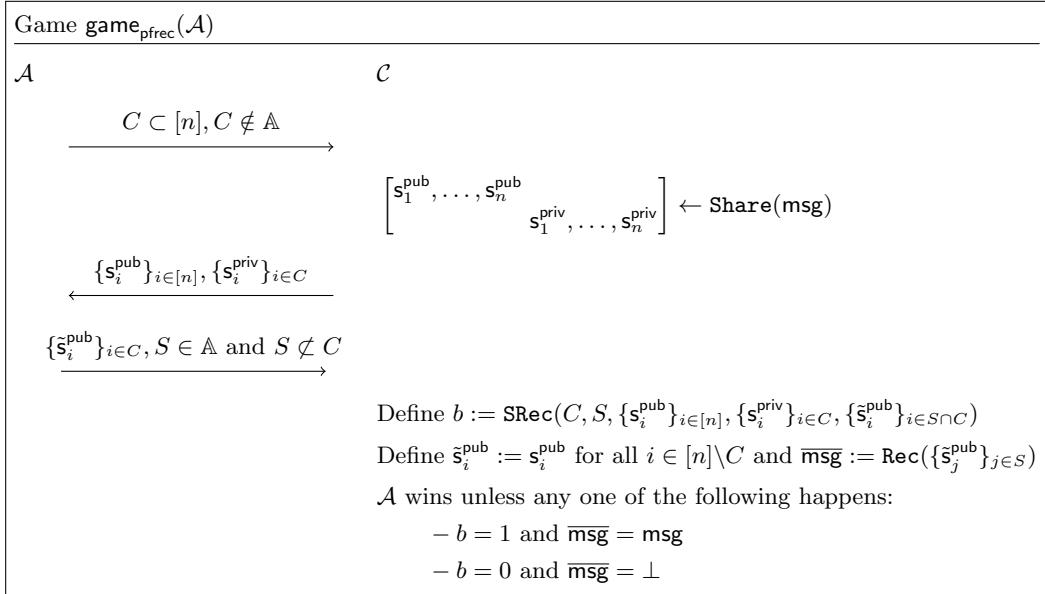 Game game_pfrec(𝒜)
𝒜 𝒞
C ⊂ [n], C ∉ 𝔸
[s_1^pub, …, s_n^pub s_1^priv, …, s_n^priv] ← Share(msg)
{s_i^pub}_{i∈[n]}, {s_i^priv}_{i∈C}
{s̃_i^pub}_{i∈C}, S ∈ 𝔸 and S ⊄ C
Define b := SRec(C, S, {s_i^pub}_{i∈[n]}, {s_i^priv}_{i∈C}, {s̃_i^pub}_{i∈S∩C})
Define s̃_i^pub := s_i^pub for all i ∈ [n]\C and \overline{msg} := Rec({s̃_j^pub}_{j∈S})
𝒜 wins unless any one of the following happens:
– b = 1 and \overline{msg} = msg
– b = 0 and \overline{msg} = ⊥